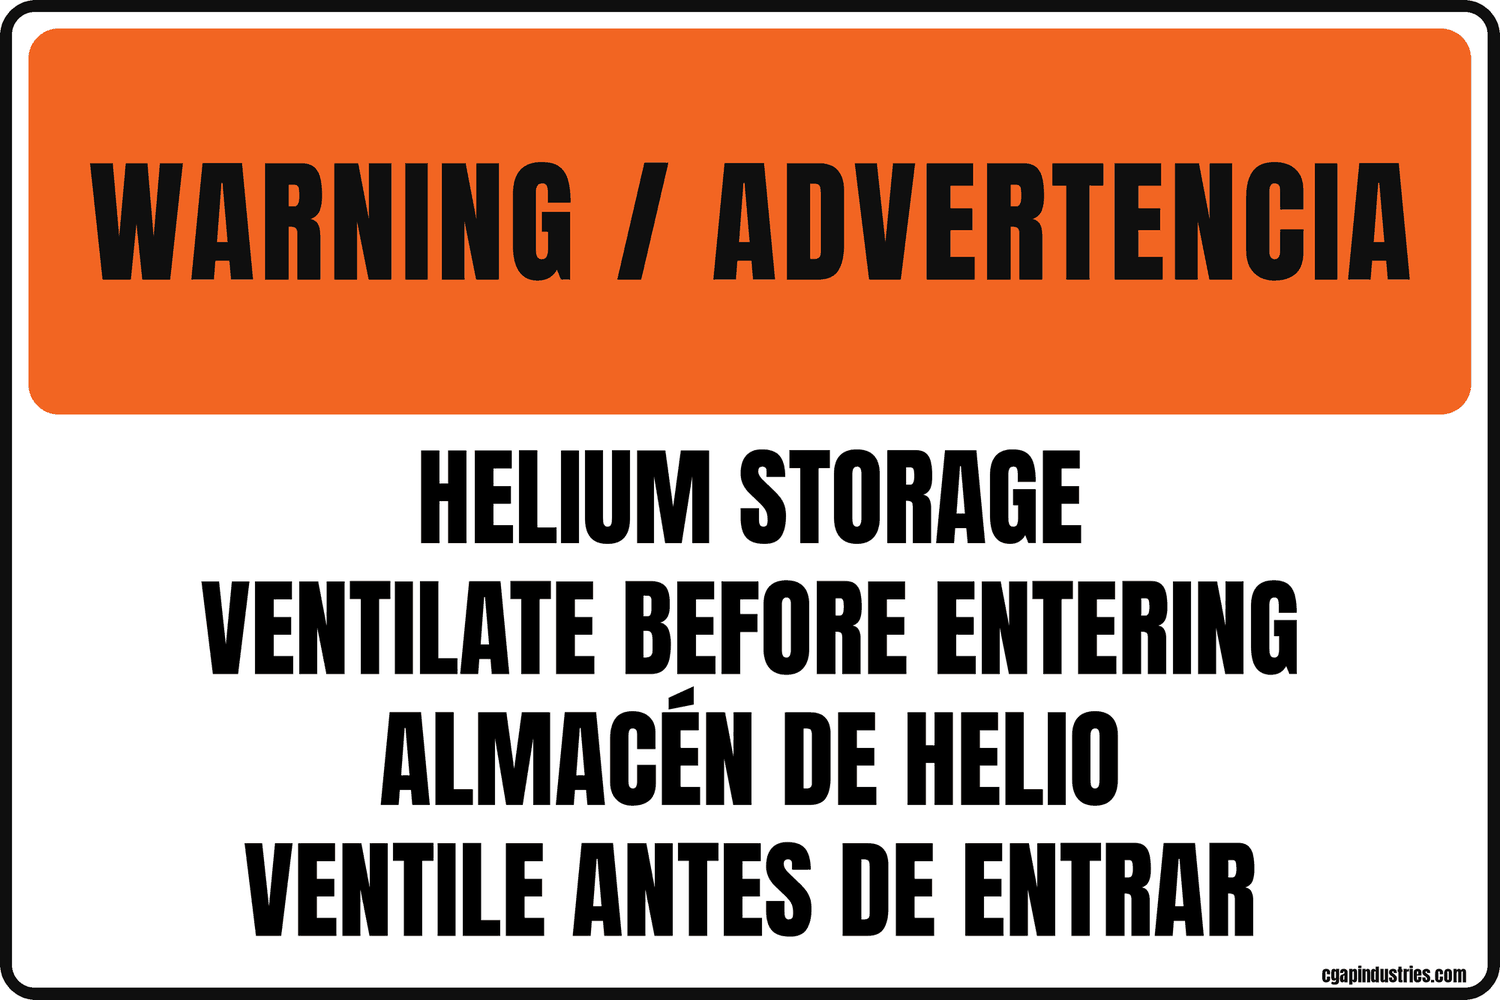 WARNING / ADVERTENCIA
HELIUM STORAGE
VENTILATE BEFORE ENTERING
ALMACÉN DE HELIO
VENTILE ANTES DE ENTRAR
cgapindustries.com